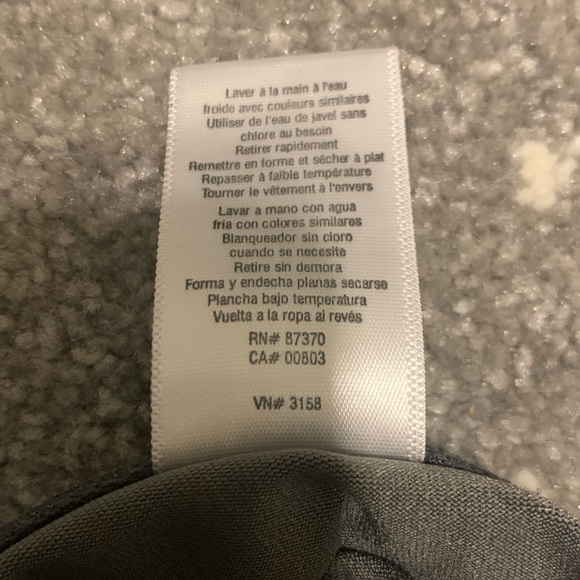 Laver à la main à l'eau
froide avec couleurs similaires
Utiliser de l'eau de javel sans
chlore au besoin
Retirer rapidement
Remettre en forme et sécher à plat
Repasser à faible température
Tourner le vêtement à l'envers
Lavar a mano con agua
fria con colores similares
Blanqueador sin cloro
cuando se necesite
Retire sin demora
Forma y endecha planas secarse
Plancha bajo temperatura
Vuelta a la ropa al revés
RN# 87370
CA# 00803
VN# 3158